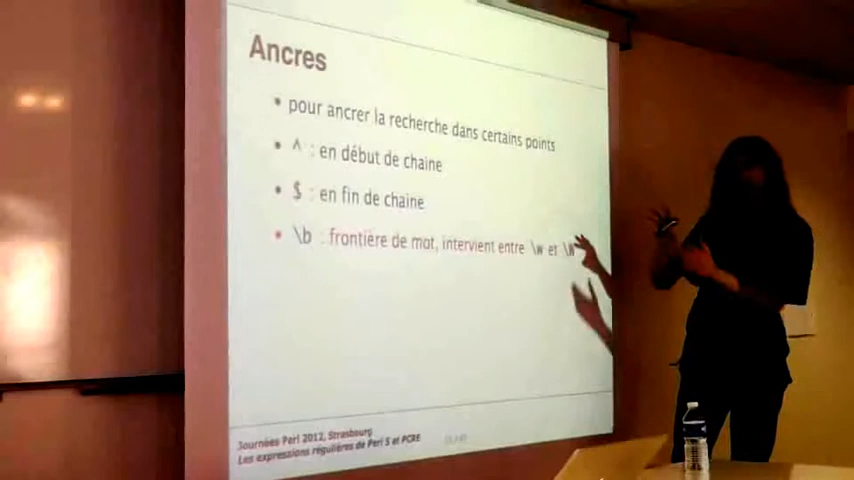 Ancres
• pour ancrer la recherche dans certains points
• ^ : en début de chaine
• $ : en fin de chaine
• \b : frontière de mot, intervient entre \w et \W
Journées Perl 2012, Strasbourg
Les expressions régulières de Perl 5 et PCRE